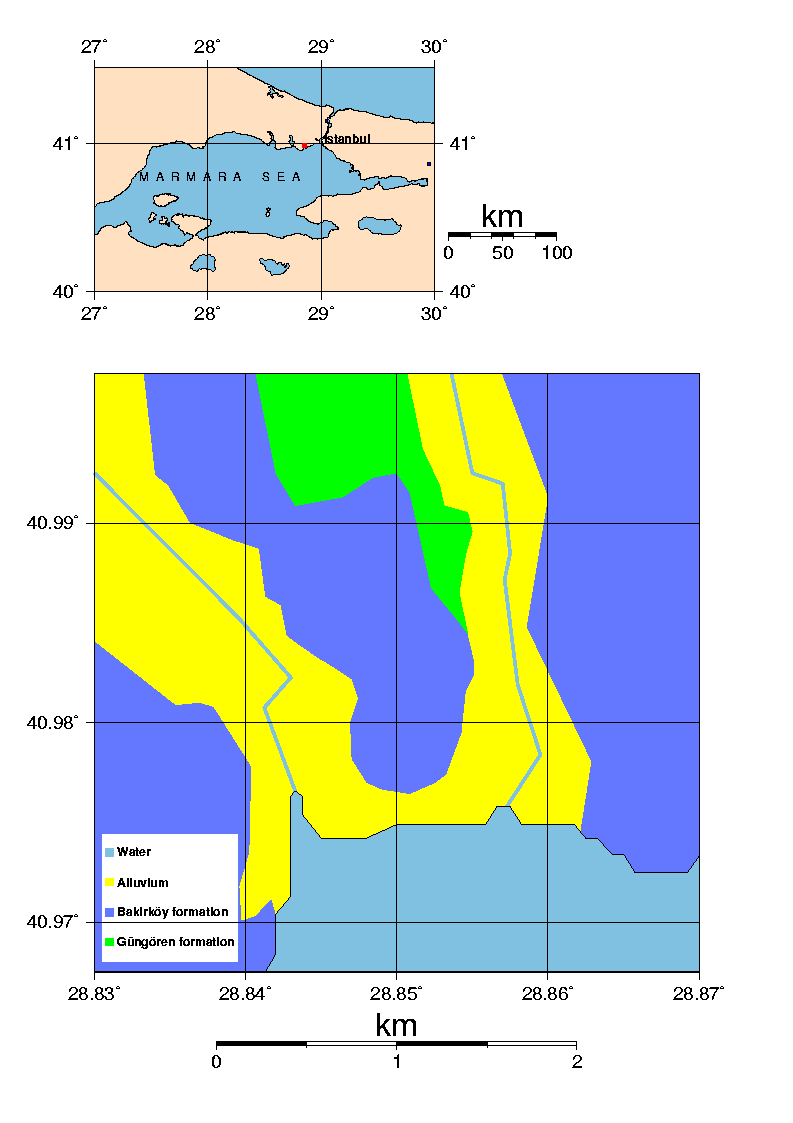 27° 28° 29° 30°
41° 41°
İstanbul
MARMARA SEA
km
0 50 100
40° 40°
27° 28° 29° 30°
40.99°
40.98°
40.97°
Water
Alluvium
Bakirköy formation
Güngören formation
28.83° 28.84° 28.85° 28.86° 28.87°
km
0 1 2